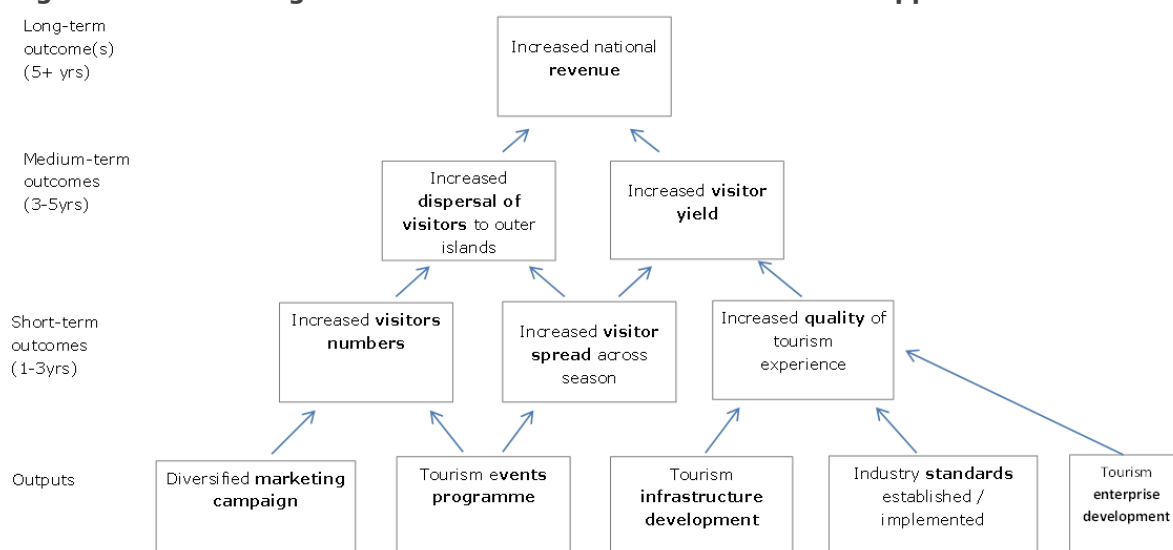 Long-term
outcome(s)
(5+ yrs)
Increased national
revenue
Medium-term
outcomes
(3-5yrs)
Increased
dispersal of
visitors to outer
islands
Increased visitor
yield
Short-term
outcomes
(1-3yrs)
Increased visitors
numbers
Increased visitor
spread across
season
Increased quality of
tourism
experience
Outputs
Diversified marketing
campaign
Tourism events
programme
Tourism
infrastructure
development
Industry standards
established /
implemented
Tourism
enterprise
development